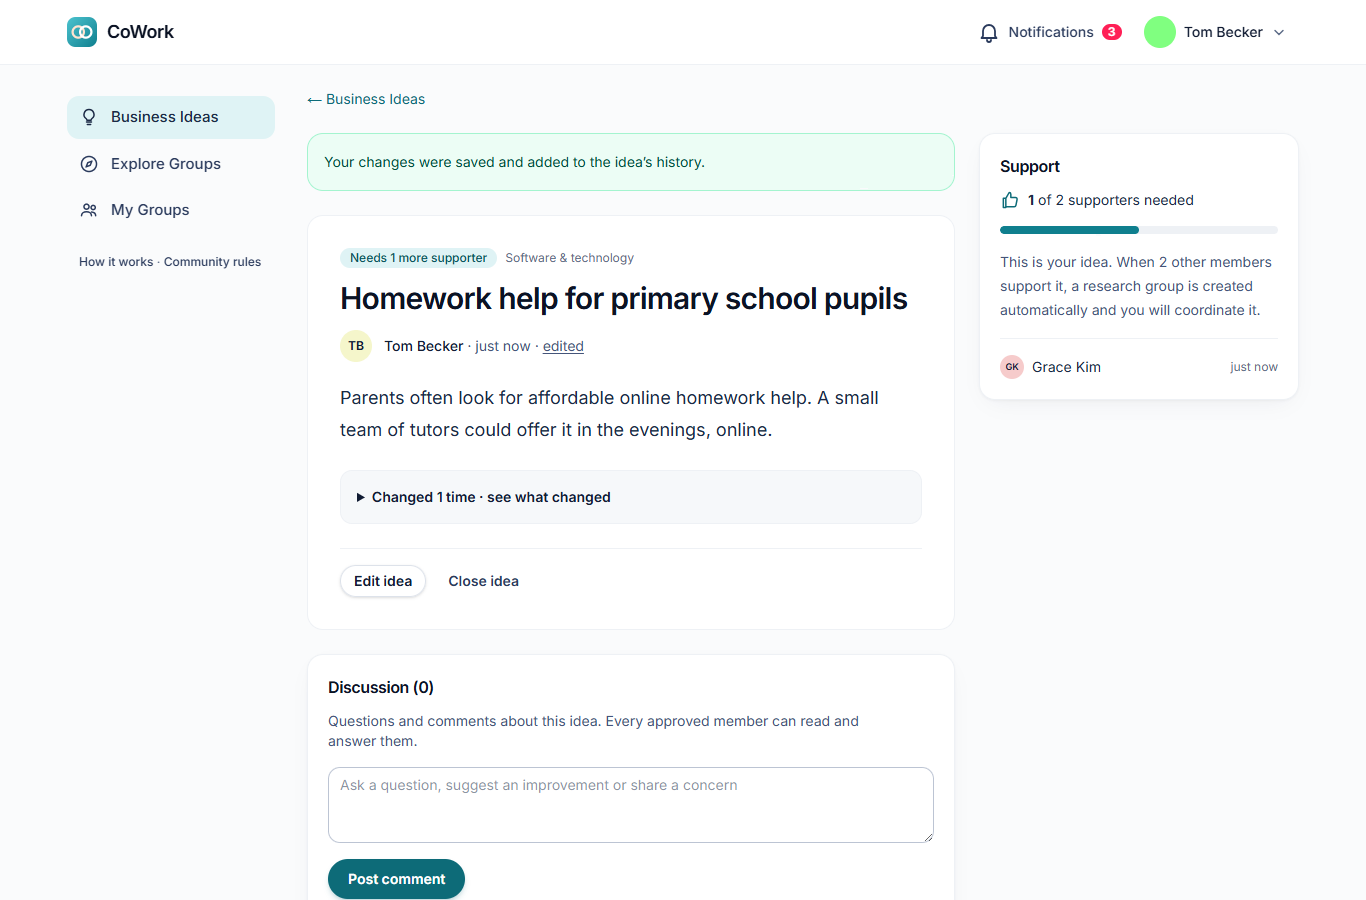 CoWork
Notifications 3
Tom Becker
Business Ideas
Explore Groups
My Groups
How it works · Community rules
← Business Ideas
Your changes were saved and added to the idea’s history.
Needs 1 more supporter Software & technology
Homework help for primary school pupils
TB Tom Becker · just now · edited
Parents often look for affordable online homework help. A small
team of tutors could offer it in the evenings, online.
Changed 1 time · see what changed
Edit idea Close idea
Discussion (0)
Questions and comments about this idea. Every approved member can read and
answer them.
Ask a question, suggest an improvement or share a concern
Post comment
Support
1 of 2 supporters needed
This is your idea. When 2 other members
support it, a research group is created
automatically and you will coordinate it.
GK Grace Kim just now